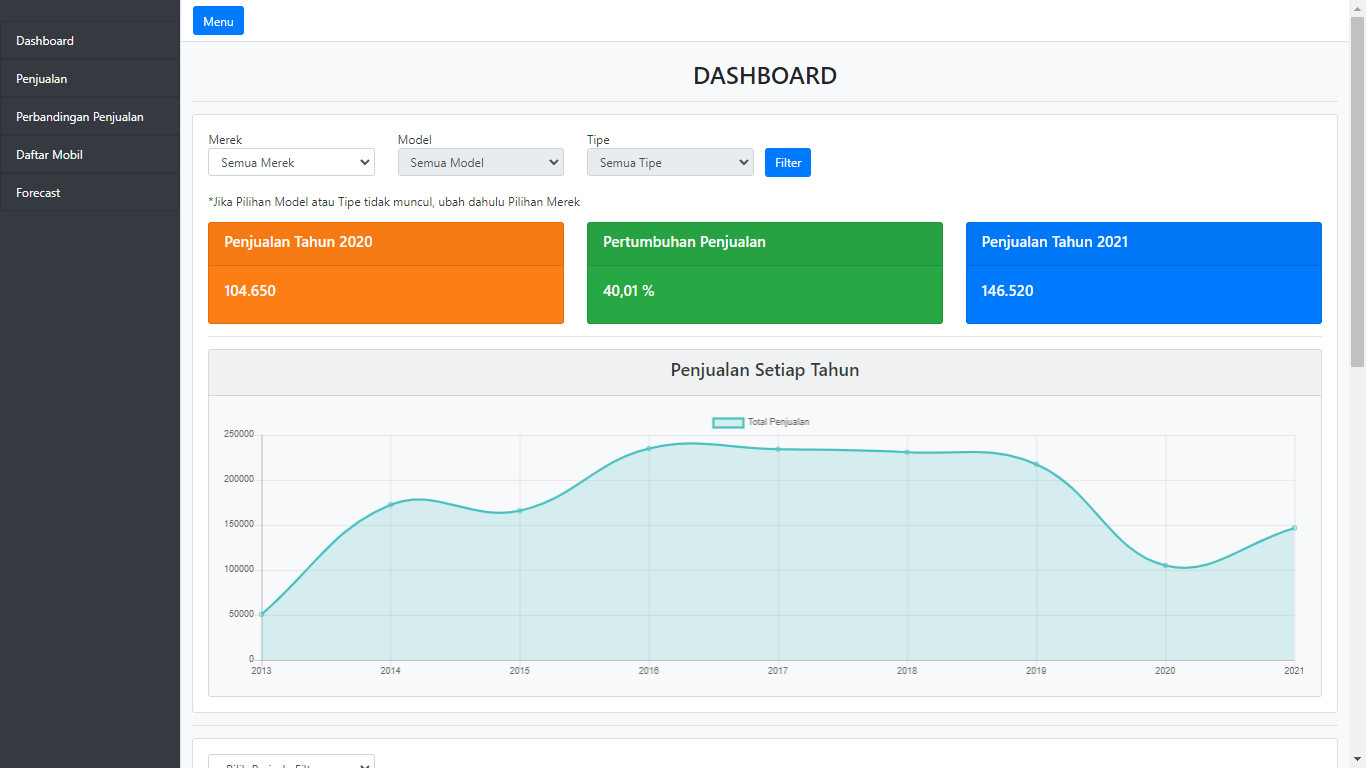 Menu
Dashboard
Penjualan
Perbandingan Penjualan
Daftar Mobil
Forecast
DASHBOARD
Merek Model Tipe
Semua Merek Semua Model Semua Tipe Filter
*Jika Pilihan Model atau Tipe tidak muncul, ubah dahulu Pilihan Merek
Penjualan Tahun 2020
104.650
Pertumbuhan Penjualan
40,01 %
Penjualan Tahun 2021
146.520
Penjualan Setiap Tahun
Total Penjualan
250000
200000
150000
100000
50000
0
2013 2014 2015 2016 2017 2018 2019 2020 2021